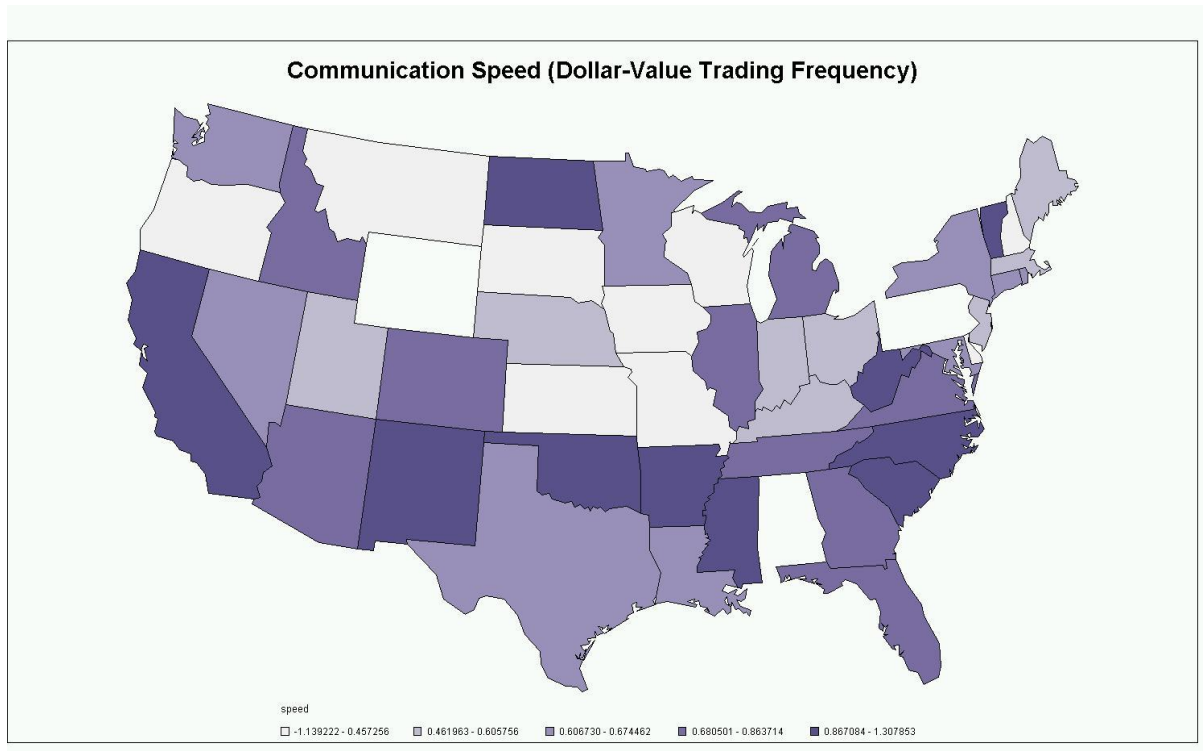 Communication Speed (Dollar-Value Trading Frequency)
speed
-1.139222 - 0.457256 0.461963 - 0.605756 0.606730 - 0.674462 0.680501 - 0.863714 0.867084 - 1.307853